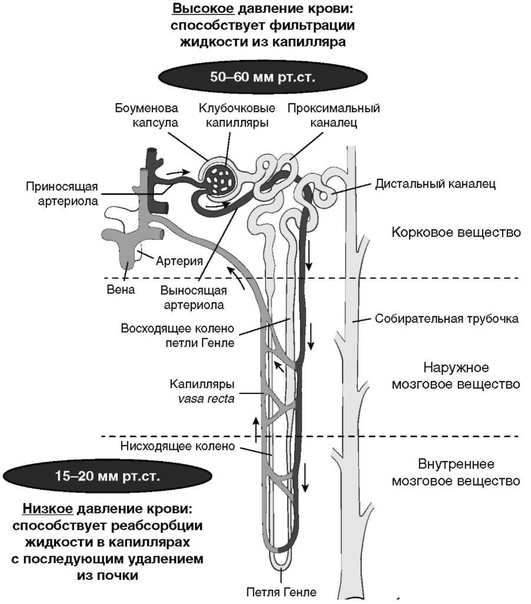 Высокое давление крови:
способствует фильтрации
жидкости из капилляра
50–60 мм рт.ст.
Боуменова
капсула
Клубочковые
капилляры
Проксимальный
каналец
Приносящая
артериола
Дистальный каналец
Корковое вещество
Артерия
Вена
Выносящая
артериола
Восходящее колено
петли Генле
Собирательная трубочка
Капилляры
vasa recta
Наружное
мозговое вещество
Нисходящее колено
Внутреннее
мозговое вещество
15–20 мм рт.ст.
Низкое давление крови:
способствует реабсорбции
жидкости в капиллярах
с последующим удалением
из почки
Петля Генле